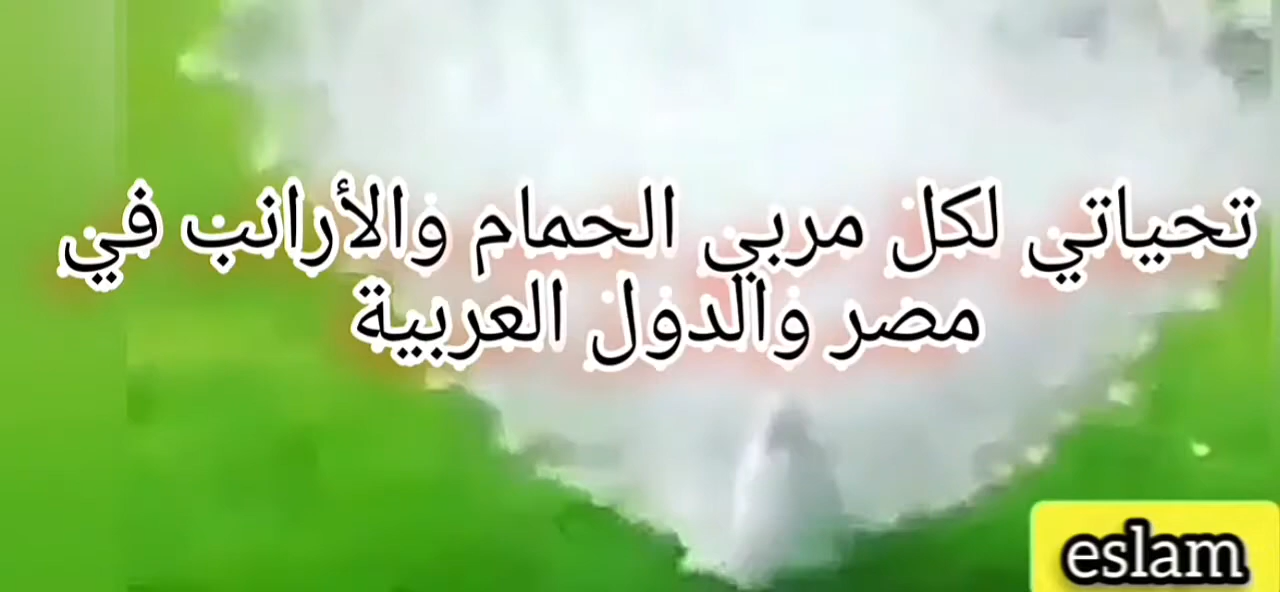 تحياتي لكل مربي الحمام والأرانب في
مصر والدول العربية
eslam